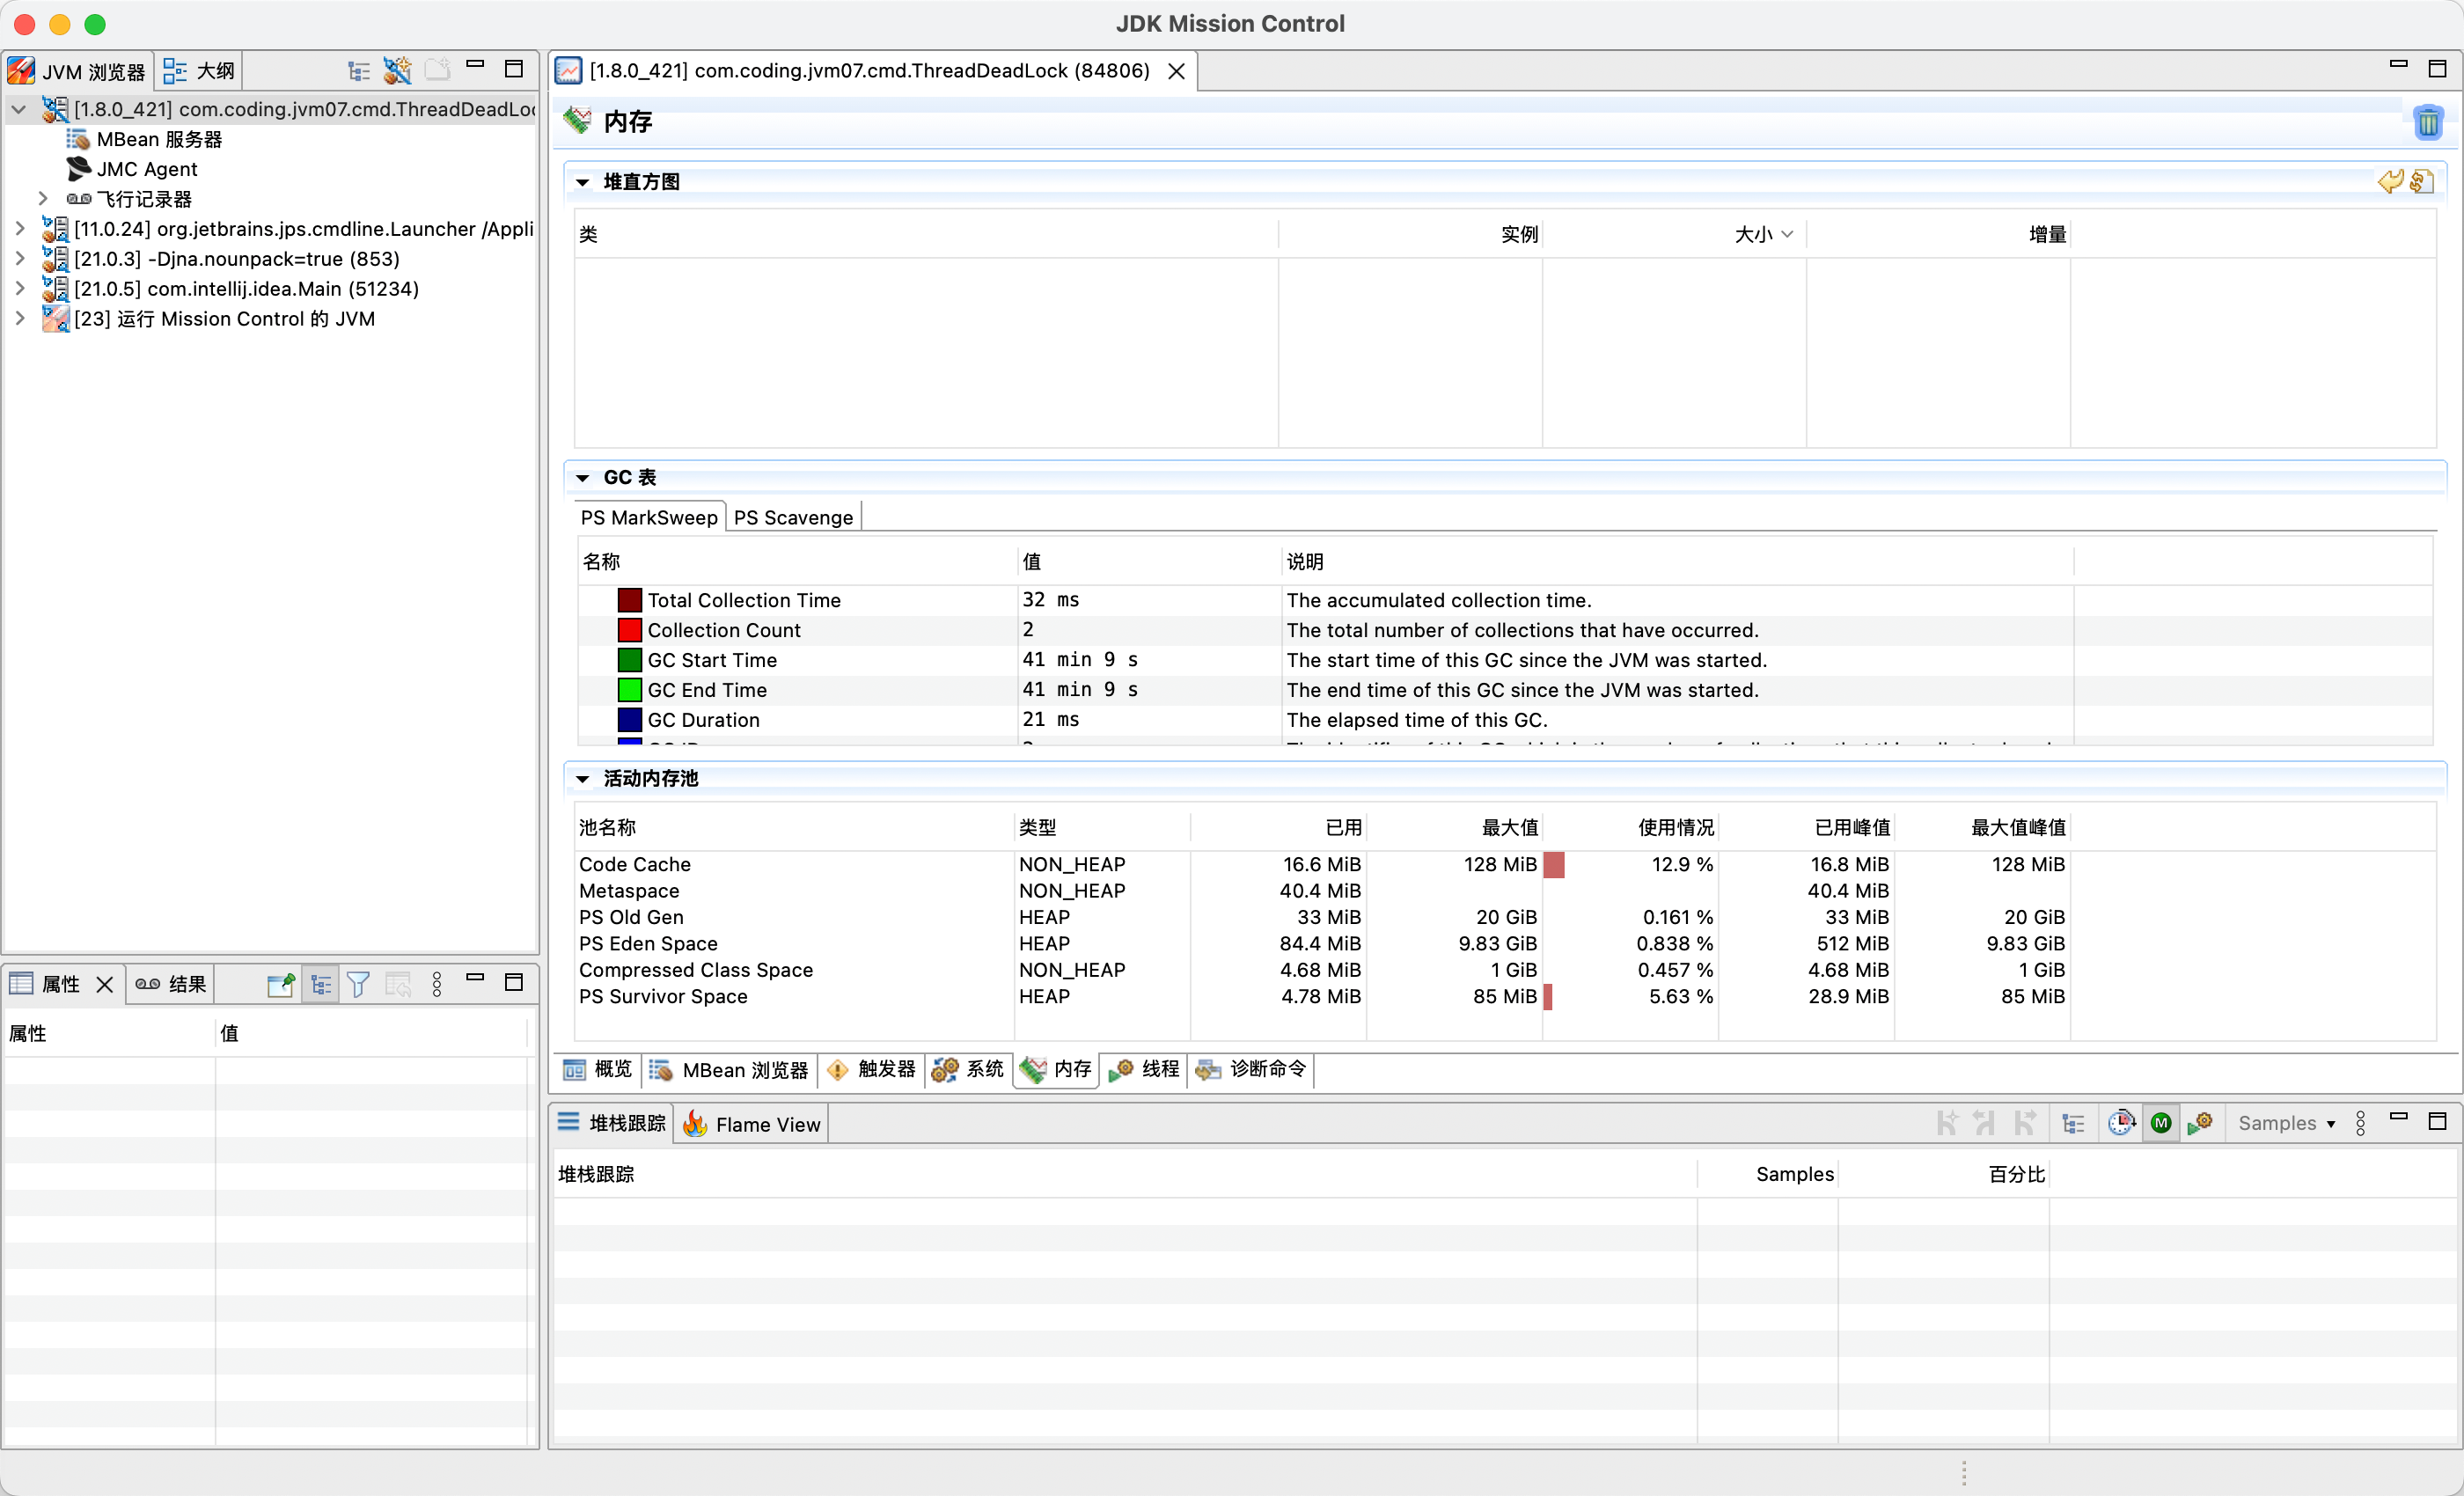 JDK Mission Control
JVM 浏览器
大纲
[1.8.0_421] com.coding.jvm07.cmd.ThreadDeadLo
MBean 服务器
JMC Agent
飞行记录器
[11.0.24] org.jetbrains.jps.cmdline.Launcher /Appli
[21.0.3] -Djna.nounpack=true (853)
[21.0.5] com.intellij.idea.Main (51234)
[23] 运行 Mission Control 的 JVM
属性
结果
属性 值
[1.8.0_421] com.coding.jvm07.cmd.ThreadDeadLock (84806)
内存
堆直方图
类 实例 大小 增量
GC 表
PS MarkSweep PS Scavenge
名称 值 说明
Total Collection Time 32 ms The accumulated collection time.
Collection Count 2 The total number of collections that have occurred.
GC Start Time 41 min 9 s The start time of this GC since the JVM was started.
GC End Time 41 min 9 s The end time of this GC since the JVM was started.
GC Duration 21 ms The elapsed time of this GC.
活动内存池
池名称 类型 已用 最大值 使用情况 已用峰值 最大值峰值
Code Cache NON_HEAP 16.6 MiB 128 MiB 12.9 % 16.8 MiB 128 MiB
Metaspace NON_HEAP 40.4 MiB 40.4 MiB
PS Old Gen HEAP 33 MiB 20 GiB 0.161 % 33 MiB 20 GiB
PS Eden Space HEAP 84.4 MiB 9.83 GiB 0.838 % 512 MiB 9.83 GiB
Compressed Class Space NON_HEAP 4.68 MiB 1 GiB 0.457 % 4.68 MiB 1 GiB
PS Survivor Space HEAP 4.78 MiB 85 MiB 5.63 % 28.9 MiB 85 MiB
概览 MBean 浏览器 触发器 系统 内存 线程 诊断命令
堆栈跟踪 Flame View
M
Samples
堆栈跟踪 Samples 百分比